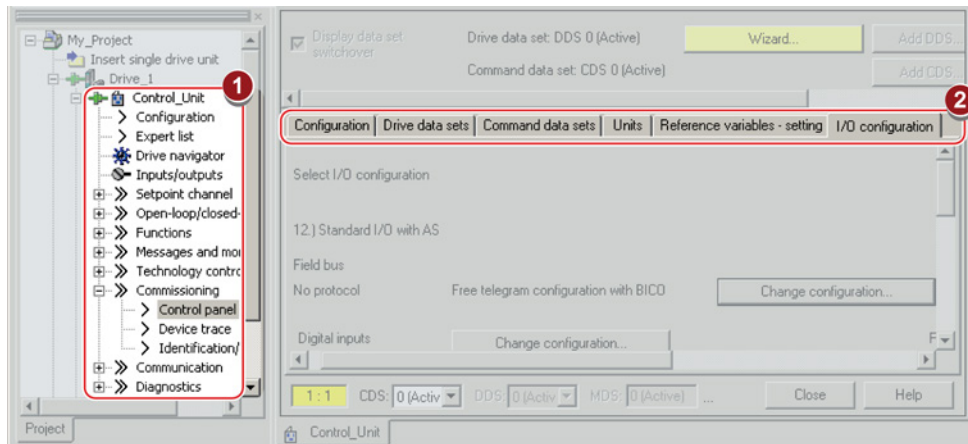 My_Project
Insert single drive unit
Drive_1
1
Control_Unit
Configuration
Expert list
Drive navigator
Inputs/outputs
Setpoint channel
Open-loop/closed-
Functions
Messages and mor
Technology contro
Commissioning
Control panel
Device trace
Identification/
Communication
Diagnostics
Project
Display data set switchover
Drive data set: DDS 0 (Active)
Wizard...
Add DDS...
Command data set: CDS 0 (Active)
Add CDS...
2
Configuration Drive data sets Command data sets Units Reference variables - setting I/O configuration
Select I/O configuration
12.) Standard I/O with AS
Field bus
No protocol Free telegram configuration with BICO Change configuration...
Digital inputs Change configuration... F
1 : 1 CDS: 0 (Activ DDS: 0 (Activ MDS: 0 (Active) ... Close Help
Control_Unit